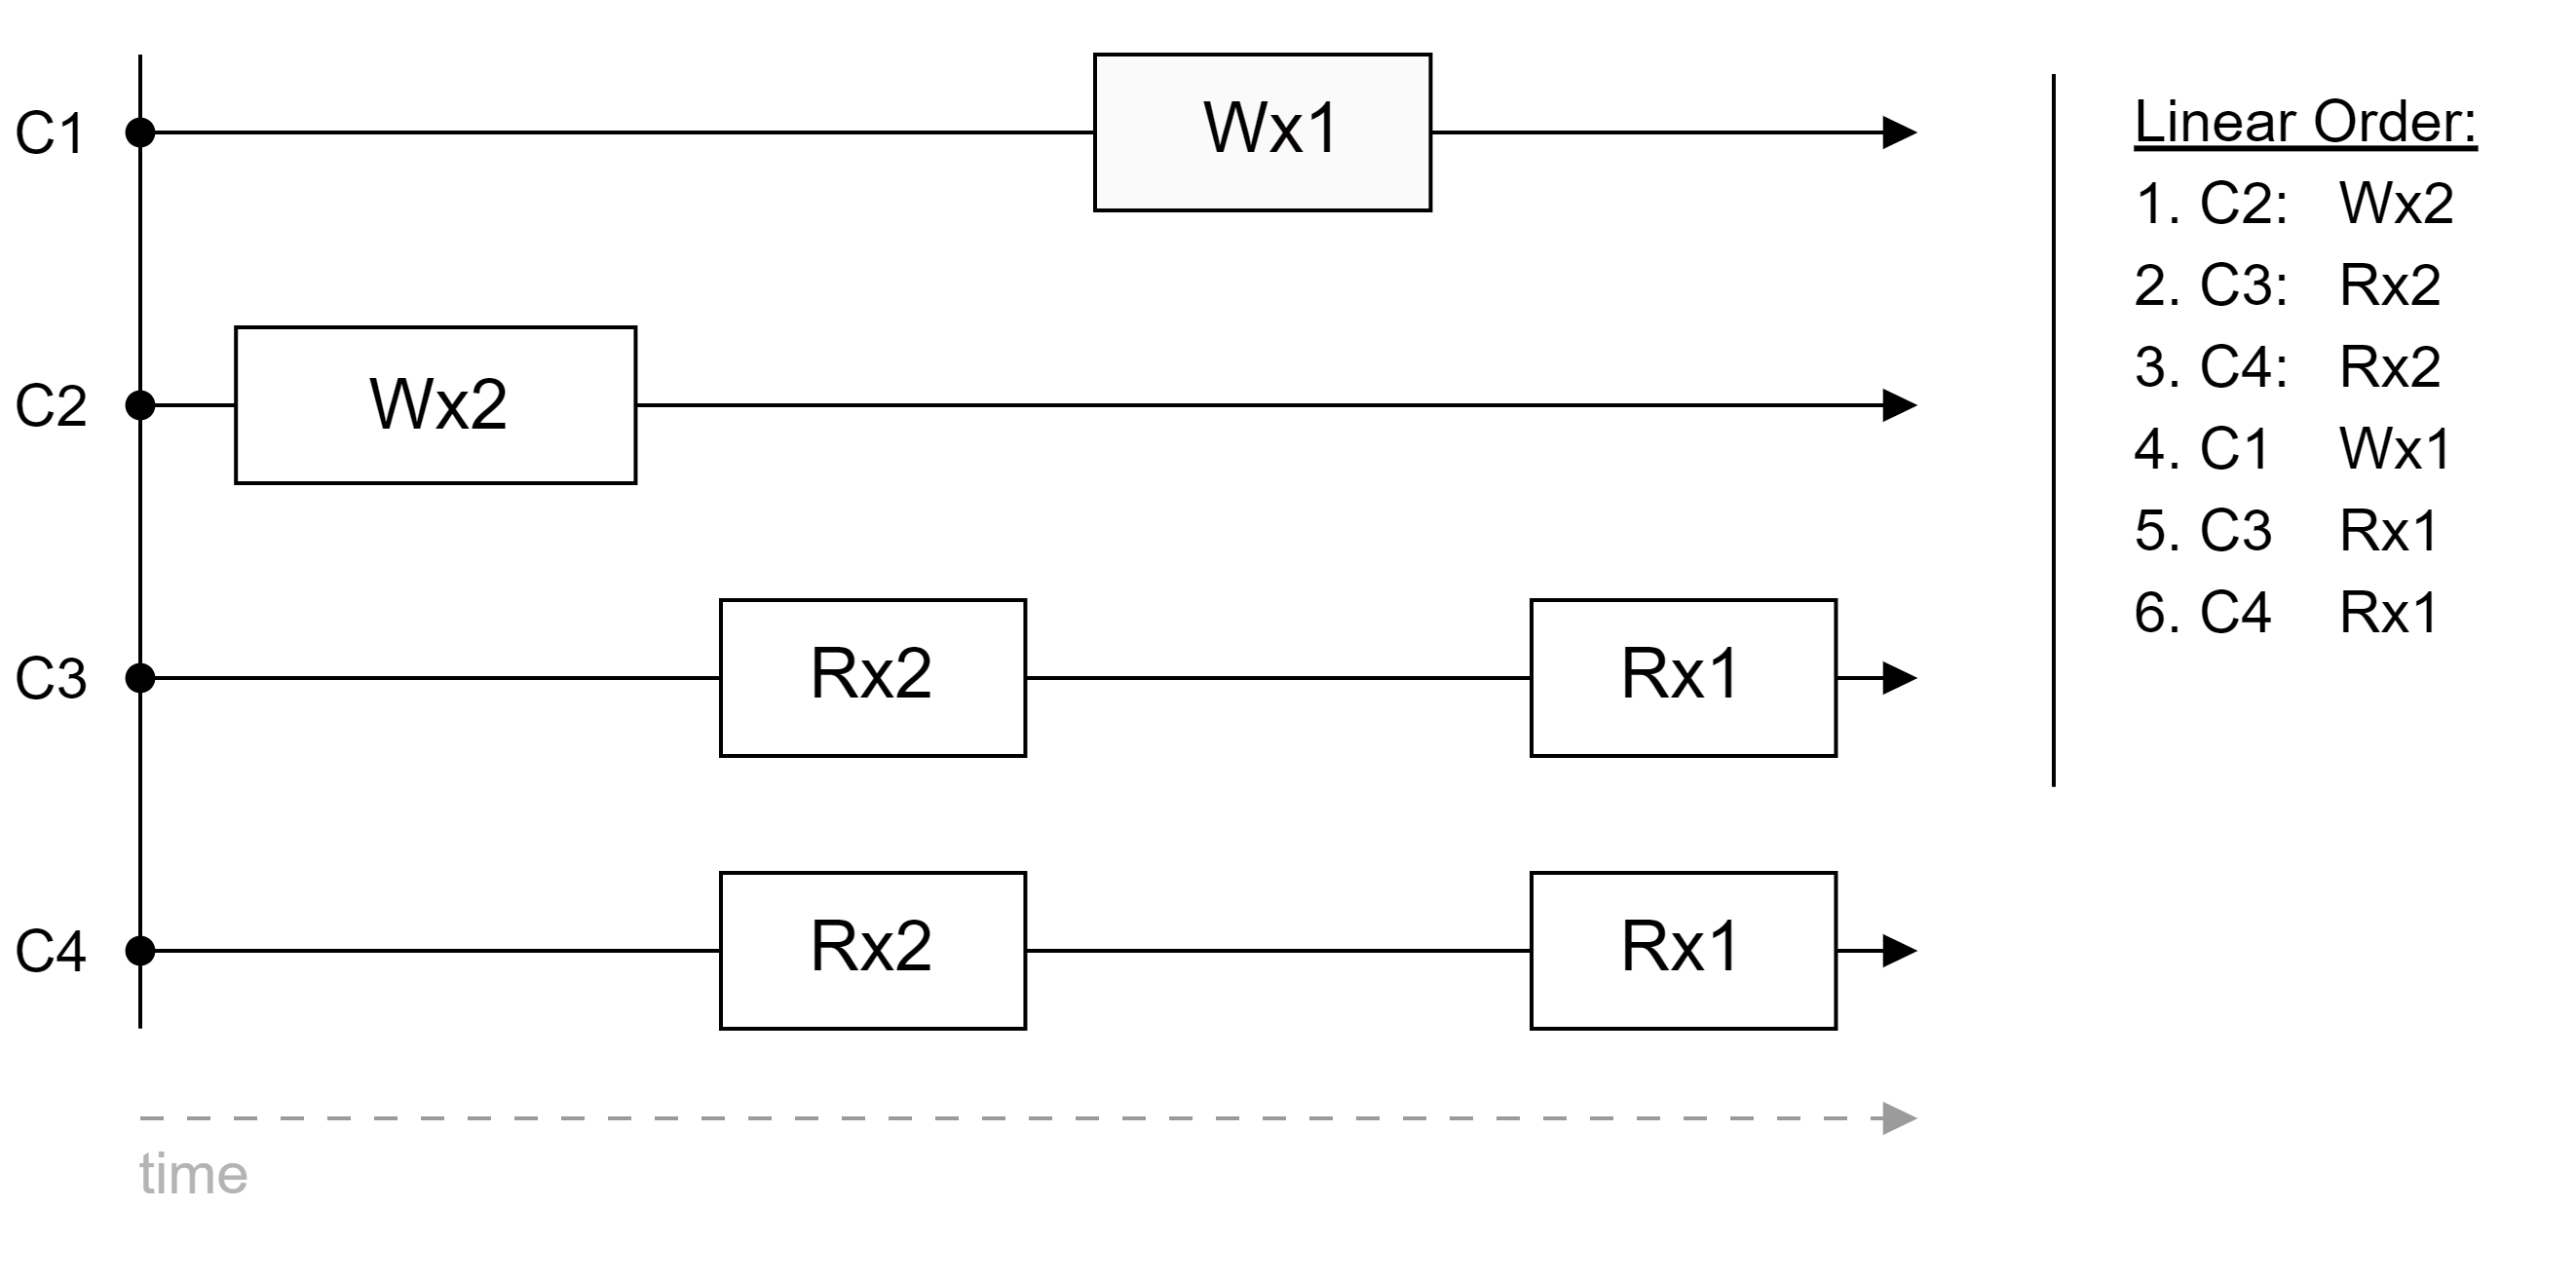 C1
Wx1
C2
Wx2
C3
Rx2
Rx1
C4
Rx2
Rx1
time
Linear Order:
1. C2: Wx2
2. C3: Rx2
3. C4: Rx2
4. C1 Wx1
5. C3 Rx1
6. C4 Rx1